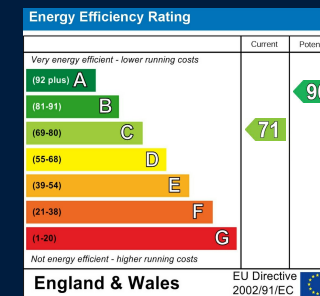 Energy Efficiency Rating
Current
Very energy efficient - lower running costs
(92 plus) A
(81-91) B
(69-80) C
(55-68) D
(39-54) E
(21-38) F
(1-20) G
71
Not energy efficient - higher running costs
England & Wales
EU Directive
2002/91/EC